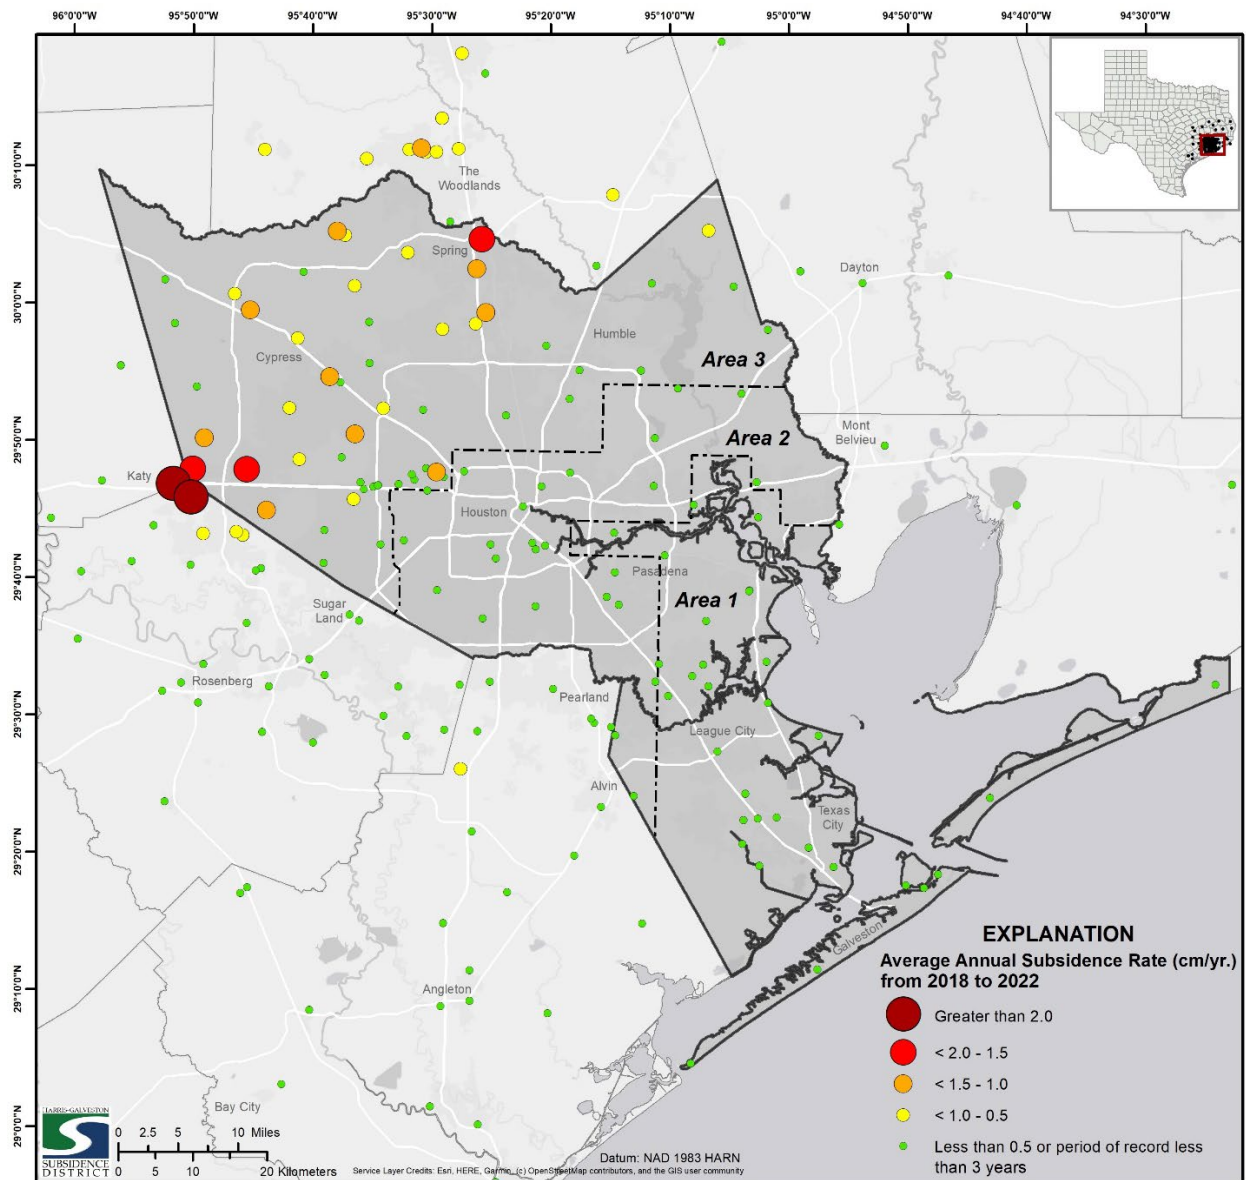 96°0'0"W 95°50'0"W 95°40'0"W 95°30'0"W 95°20'0"W 95°10'0"W 95°0'0"W 94°50'0"W 94°40'0"W 94°30'0"W
30°10'0"N
The
Woodlands
Spring
Dayton
30°0'0"N
Humble
Cypress
Area 3
29°50'0"N
Area 2
Mont
Belvieu
Katy
Houston
29°40'0"N
Pasadena
Area 1
Sugar
Land
Rosenberg
Pearland
29°30'0"N
League City
Alvin
Texas
City
29°20'0"N
Galveston
29°10'0"N
Angleton
Bay City
29°0'0"N
EXPLANATION
Average Annual Subsidence Rate (cm/yr.)
from 2018 to 2022
Greater than 2.0
< 2.0 - 1.5
< 1.5 - 1.0
< 1.0 - 0.5
Less than 0.5 or period of record less
than 3 years
HARRIS-GALVESTON
SUBSIDENCE
DISTRICT
0 2.5 5 10 Miles
0 5 10 20 Kilometers
Datum: NAD 1983 HARN
Service Layer Credits: Esri, HERE, Garmin, (c) OpenStreetMap contributors, and the GIS user community